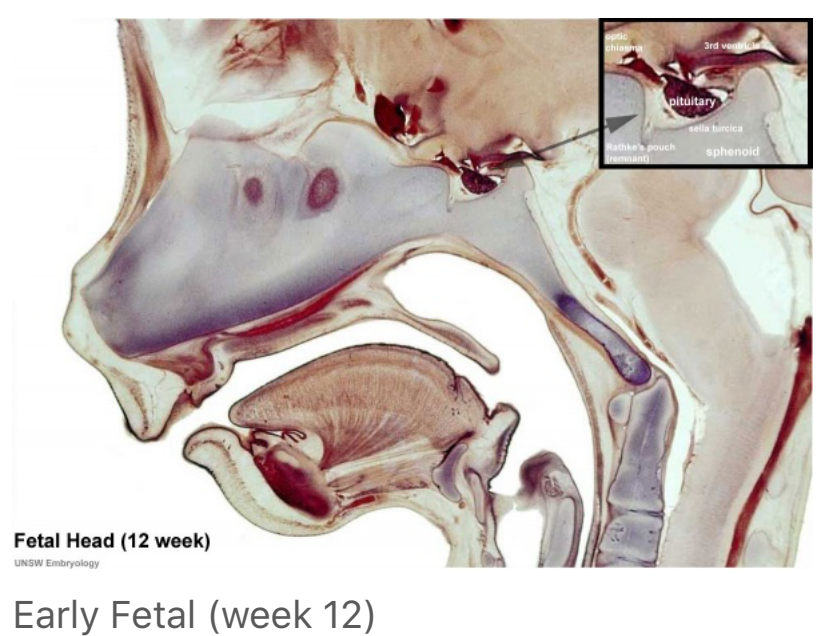 optic
chiasma
3rd ventricle
pituitary
sella turcica
Rathke's pouch
(remnant)
sphenoid
Fetal Head (12 week)
UNSW Embryology
Early Fetal (week 12)